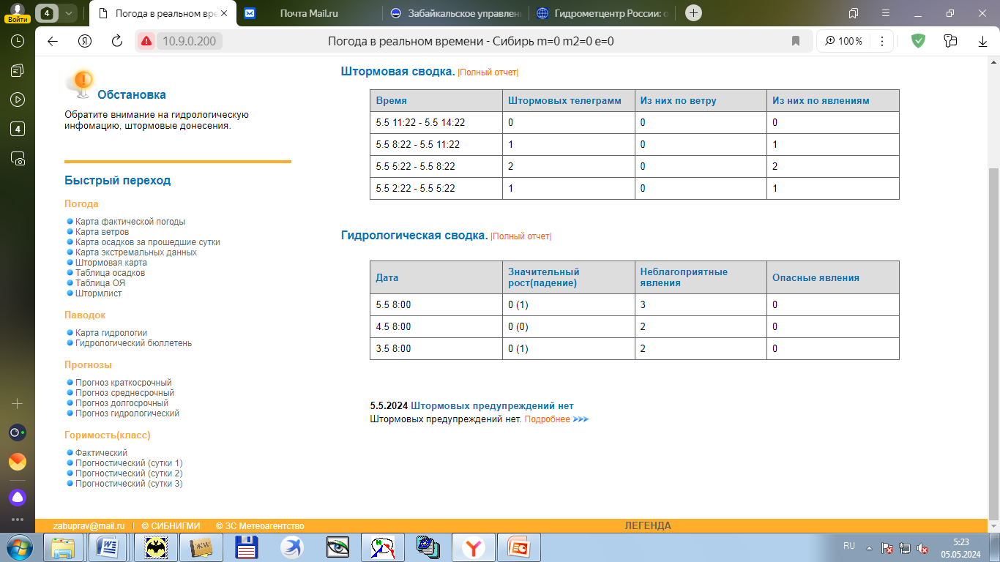 Войти
4
Погода в реальном вре
Почта Mail.ru
Забайкальское управлен
Гидрометцентр России: о
10.9.0.200
Погода в реальном времени - Сибирь m=0 m2=0 e=0
100 %
4
Обстановка
Обратите внимание на гидрологическую
инфомацию, штормовые донесения.
Быстрый переход
Погода
Карта фактической погоды
Карта ветров
Карта осадков за прошедшие сутки
Карта экстремальных данных
Штормовая карта
Таблица осадков
Таблица ОЯ
Штормлист
Паводок
Карта гидрологии
Гидрологический бюллетень
Прогнозы
Прогноз краткосрочный
Прогноз среднесрочный
Прогноз долгосрочный
Прогноз гидрологический
Горимость(класс)
Фактический
Прогностический (сутки 1)
Прогностический (сутки 2)
Прогностический (сутки 3)
Штормовая сводка. |Полный отчет|
Время Штормовых телеграмм Из них по ветру Из них по явлениям
5.5 11:22 - 5.5 14:22 0 0 0
5.5 8:22 - 5.5 11:22 1 0 1
5.5 5:22 - 5.5 8:22 2 0 2
5.5 2:22 - 5.5 5:22 1 0 1
Гидрологическая сводка. |Полный отчет|
Дата Значительный рост(падение) Неблагоприятные явления Опасные явления
5.5 8:00 0 (1) 3 0
4.5 8:00 0 (0) 2 0
3.5 8:00 0 (1) 2 0
5.5.2024 Штормовых предупреждений нет
Штормовых предупреждений нет. Подробнее >>>
zabuprav@mail.ru | © СИБНИГМИ © ЗС Метеоагентство ЛЕГЕНДА
RU
5:23
05.05.2024